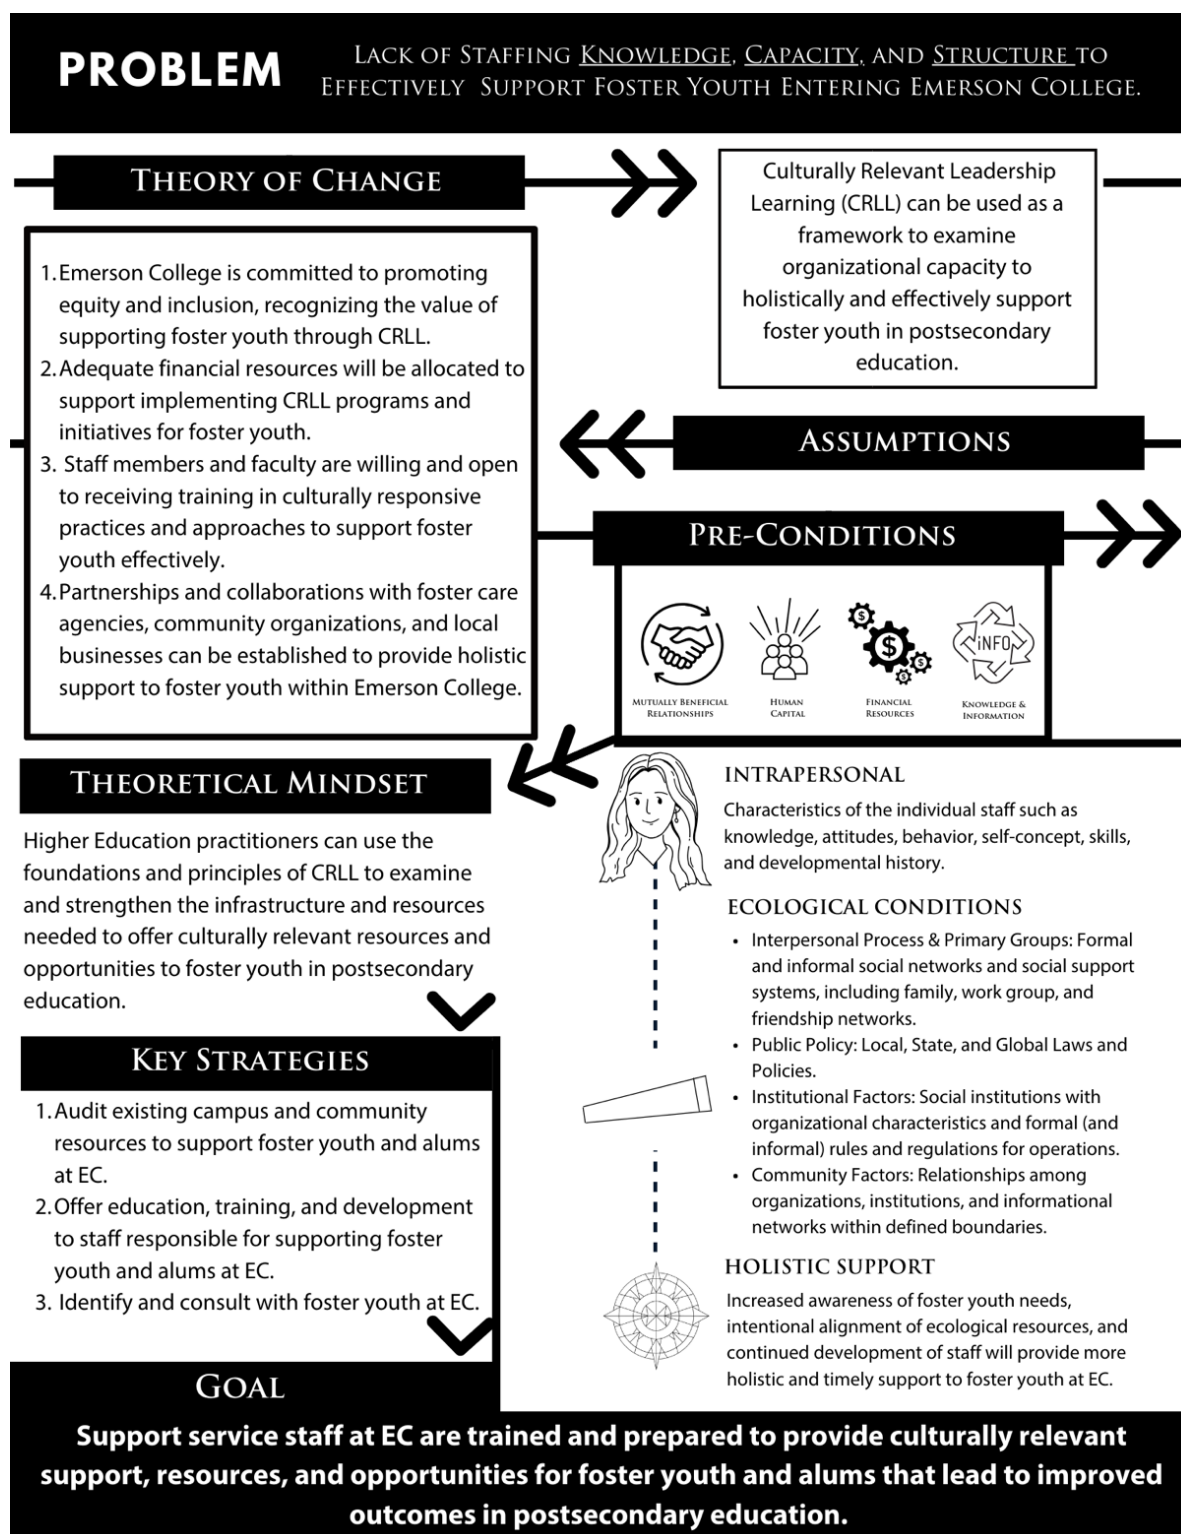 PROBLEM
LACK OF STAFFING KNOWLEDGE, CAPACITY, AND STRUCTURE TO
EFFECTIVELY SUPPORT FOSTER YOUTH ENTERING EMERSON COLLEGE.
THEORY OF CHANGE
Culturally Relevant Leadership
Learning (CRLL) can be used as a
framework to examine
organizational capacity to
holistically and effectively support
foster youth in postsecondary
education.
ASSUMPTIONS
1. Emerson College is committed to promoting
equity and inclusion, recognizing the value of
supporting foster youth through CRLL.
2. Adequate financial resources will be allocated to
support implementing CRLL programs and
initiatives for foster youth.
3. Staff members and faculty are willing and open
to receiving training in culturally responsive
practices and approaches to support foster
youth effectively.
4. Partnerships and collaborations with foster care
agencies, community organizations, and local
businesses can be established to provide holistic
support to foster youth within Emerson College.
PRE-CONDITIONS
$
$
$
$
iNFO
MUTUALLY BENEFICIAL
RELATIONSHIPS
HUMAN
CAPITAL
FINANCIAL
RESOURCES
KNOWLEDGE &
INFORMATION
THEORETICAL MINDSET
Higher Education practitioners can use the
foundations and principles of CRLL to examine
and strengthen the infrastructure and resources
needed to offer culturally relevant resources and
opportunities to foster youth in postsecondary
education.
KEY STRATEGIES
1. Audit existing campus and community
resources to support foster youth and alums
at EC.
2. Offer education, training, and development
to staff responsible for supporting foster
youth and alums at EC.
3. Identify and consult with foster youth at EC.
INTRAPERSONAL
Characteristics of the individual staff such as
knowledge, attitudes, behavior, self-concept, skills,
and developmental history.
ECOLOGICAL CONDITIONS
• Interpersonal Process & Primary Groups: Formal
and informal social networks and social support
systems, including family, work group, and
friendship networks.
• Public Policy: Local, State, and Global Laws and
Policies.
• Institutional Factors: Social institutions with
organizational characteristics and formal (and
informal) rules and regulations for operations.
• Community Factors: Relationships among
organizations, institutions, and informational
networks within defined boundaries.
HOLISTIC SUPPORT
Increased awareness of foster youth needs,
intentional alignment of ecological resources, and
continued development of staff will provide more
holistic and timely support to foster youth at EC.
GOAL
Support service staff at EC are trained and prepared to provide culturally relevant
support, resources, and opportunities for foster youth and alums that lead to improved
outcomes in postsecondary education.